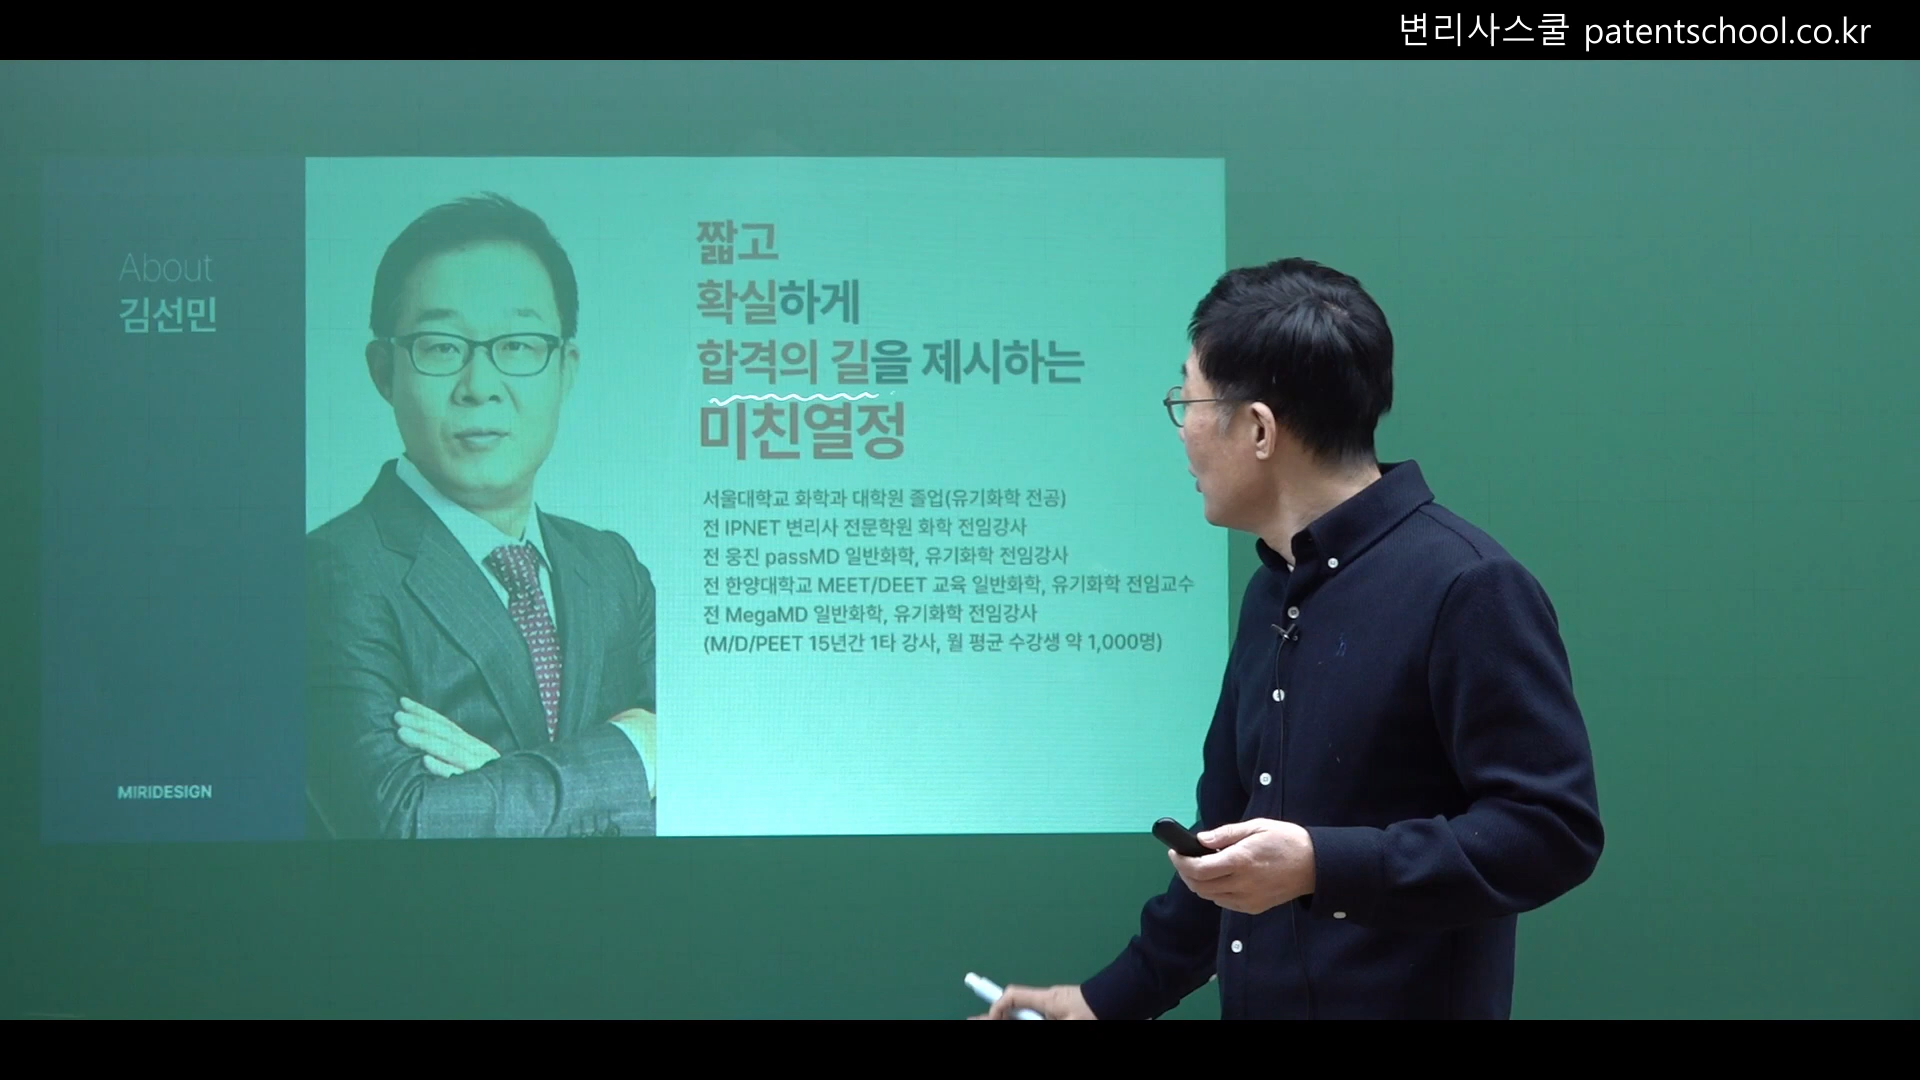 변리사스쿨 patentschool.co.kr
About
김선민
짧고
확실하게
합격의 길을 제시하는
미친열정
서울대학교 화학과 대학원 졸업(유기화학 전공)
전 IPNET 변리사 전문학원 화학 전임강사
전 웅진 passMD 일반화학, 유기화학 전임강사
전 한양대학교 MEET/DEET 교육 일반화학, 유기화학 전임교수
전 MegaMD 일반화학, 유기화학 전임강사
(M/D/PEET 15년간 1타 강사, 월 평균 수강생 약 1,000명)
MIRIDESIGN